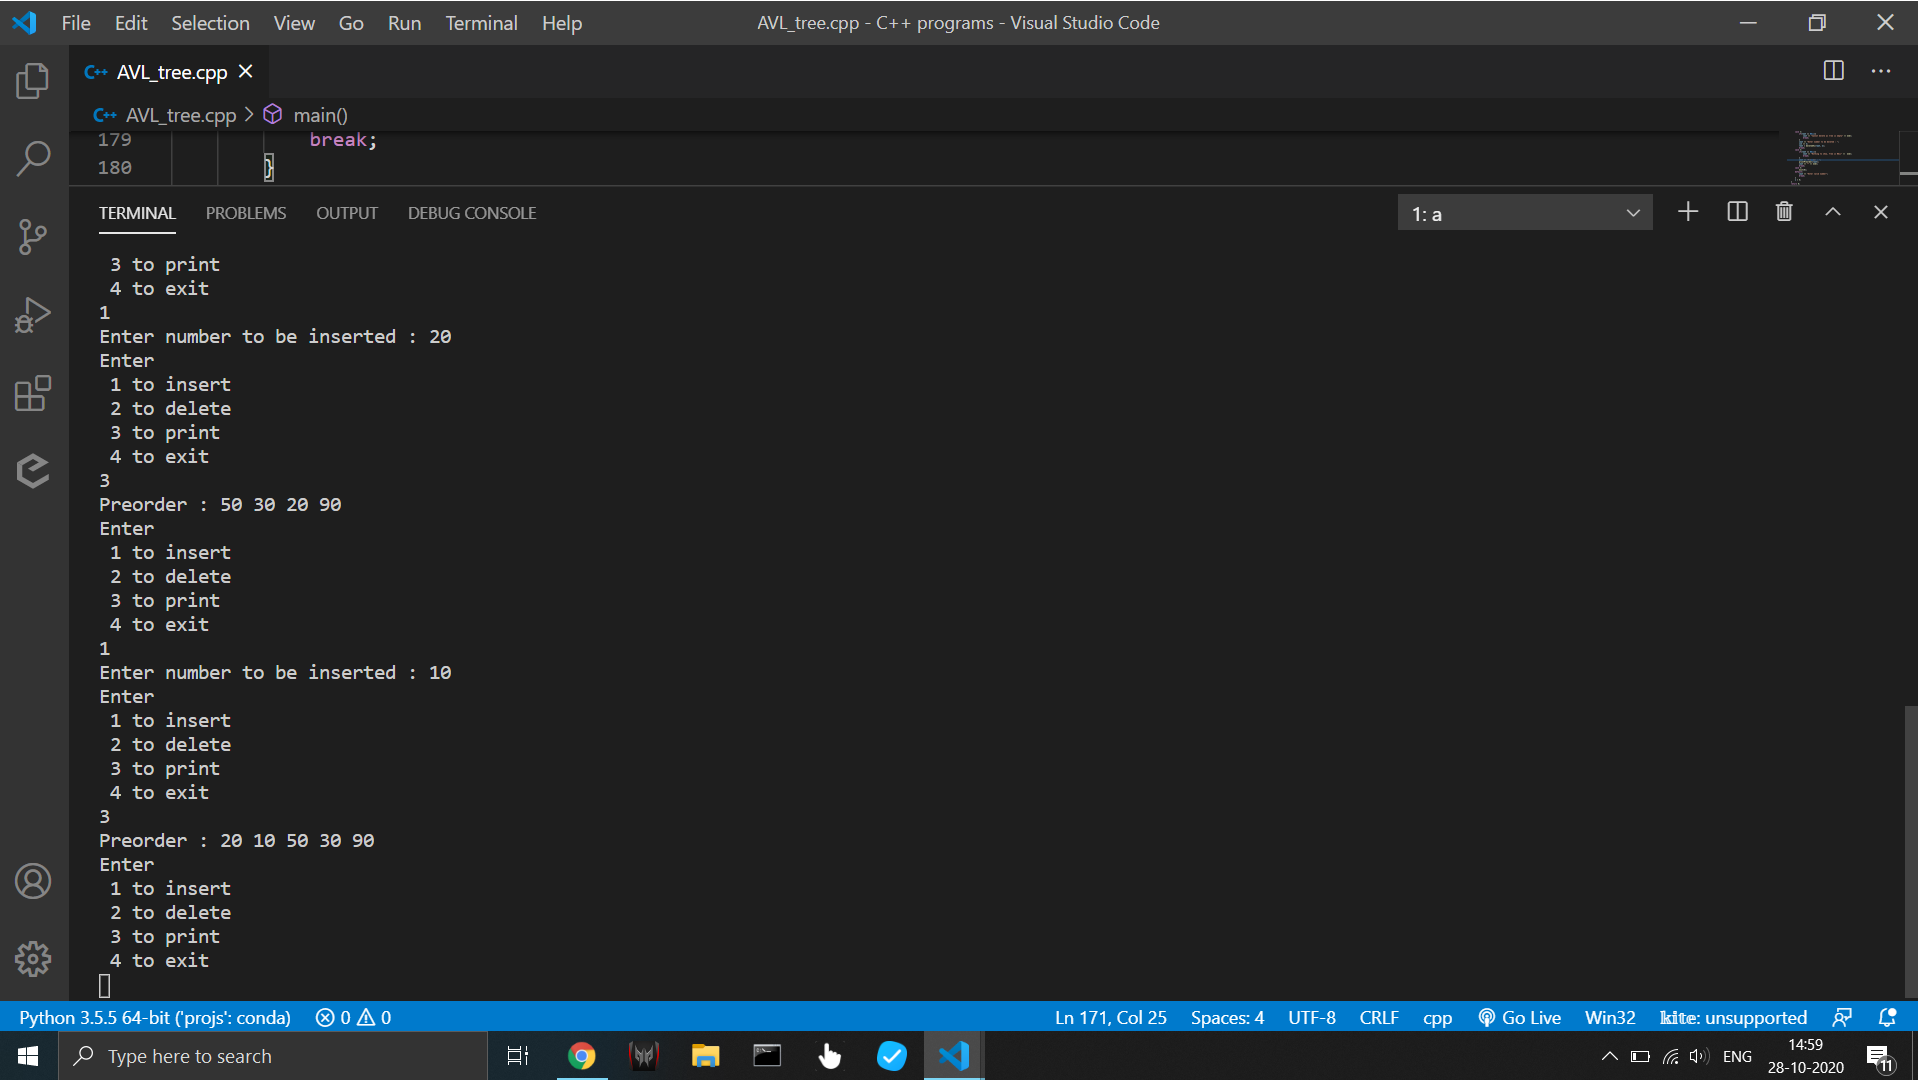 File Edit Selection View Go Run Terminal Help AVL_tree.cpp - C++ programs - Visual Studio Code
C++ AVL_tree.cpp
C++ AVL_tree.cpp > main()
179 break;
180 }
TERMINAL PROBLEMS OUTPUT DEBUG CONSOLE 1: a
3 to print
4 to exit
1
Enter number to be inserted : 20
Enter
1 to insert
2 to delete
3 to print
4 to exit
3
Preorder : 50 30 20 90
Enter
1 to insert
2 to delete
3 to print
4 to exit
1
Enter number to be inserted : 10
Enter
1 to insert
2 to delete
3 to print
4 to exit
3
Preorder : 20 10 50 30 90
Enter
1 to insert
2 to delete
3 to print
4 to exit
Python 3.5.5 64-bit ('projs': conda) 0 0 Ln 171, Col 25 Spaces: 4 UTF-8 CRLF cpp Go Live Win32 kite: unsupported
Type here to search ENG 14:59
28-10-2020 11